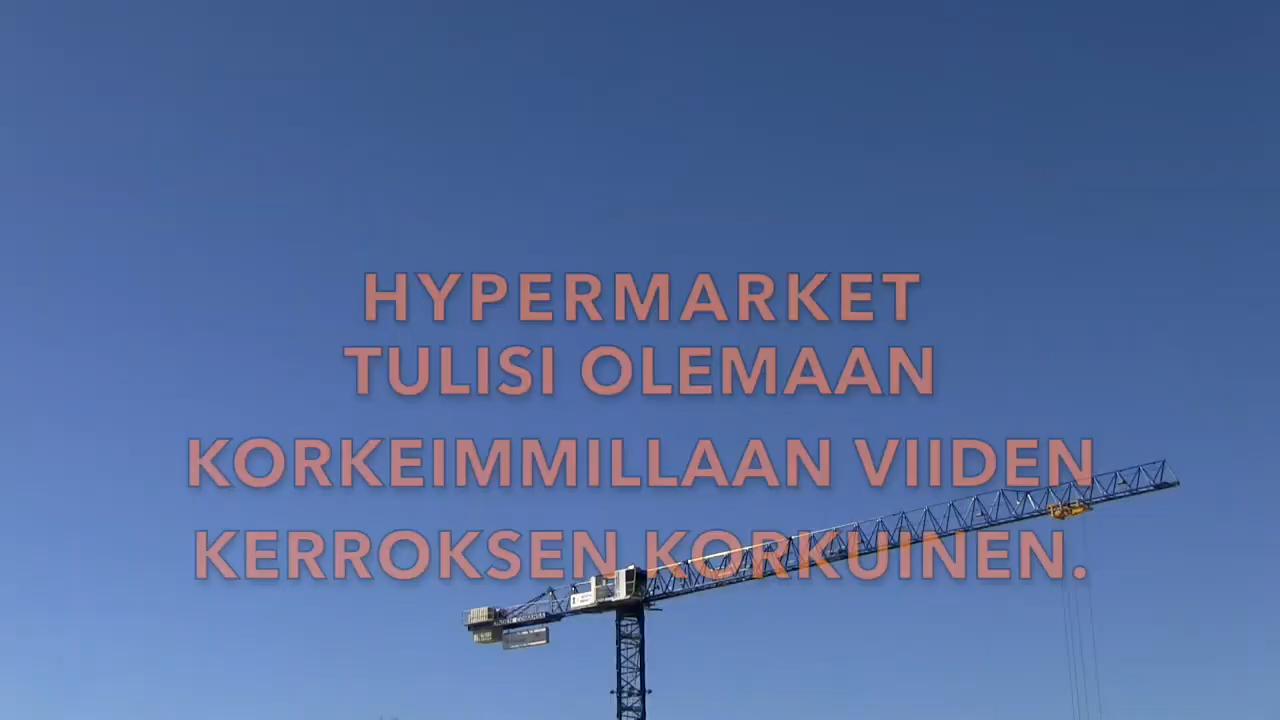 HYPERMARKET
TULISI OLEMAAN
KORKEIMMILLAAN VIIDEN
KERROKSEN KORKUINEN.